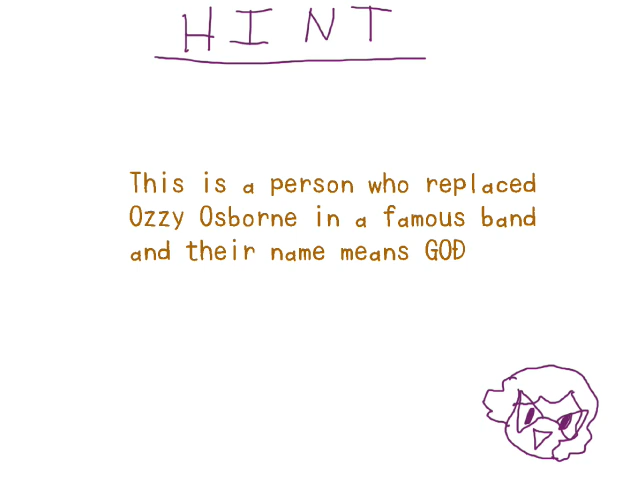 HINT
This is a person who replaced
Ozzy Osborne in a famous band
and their name means GOD